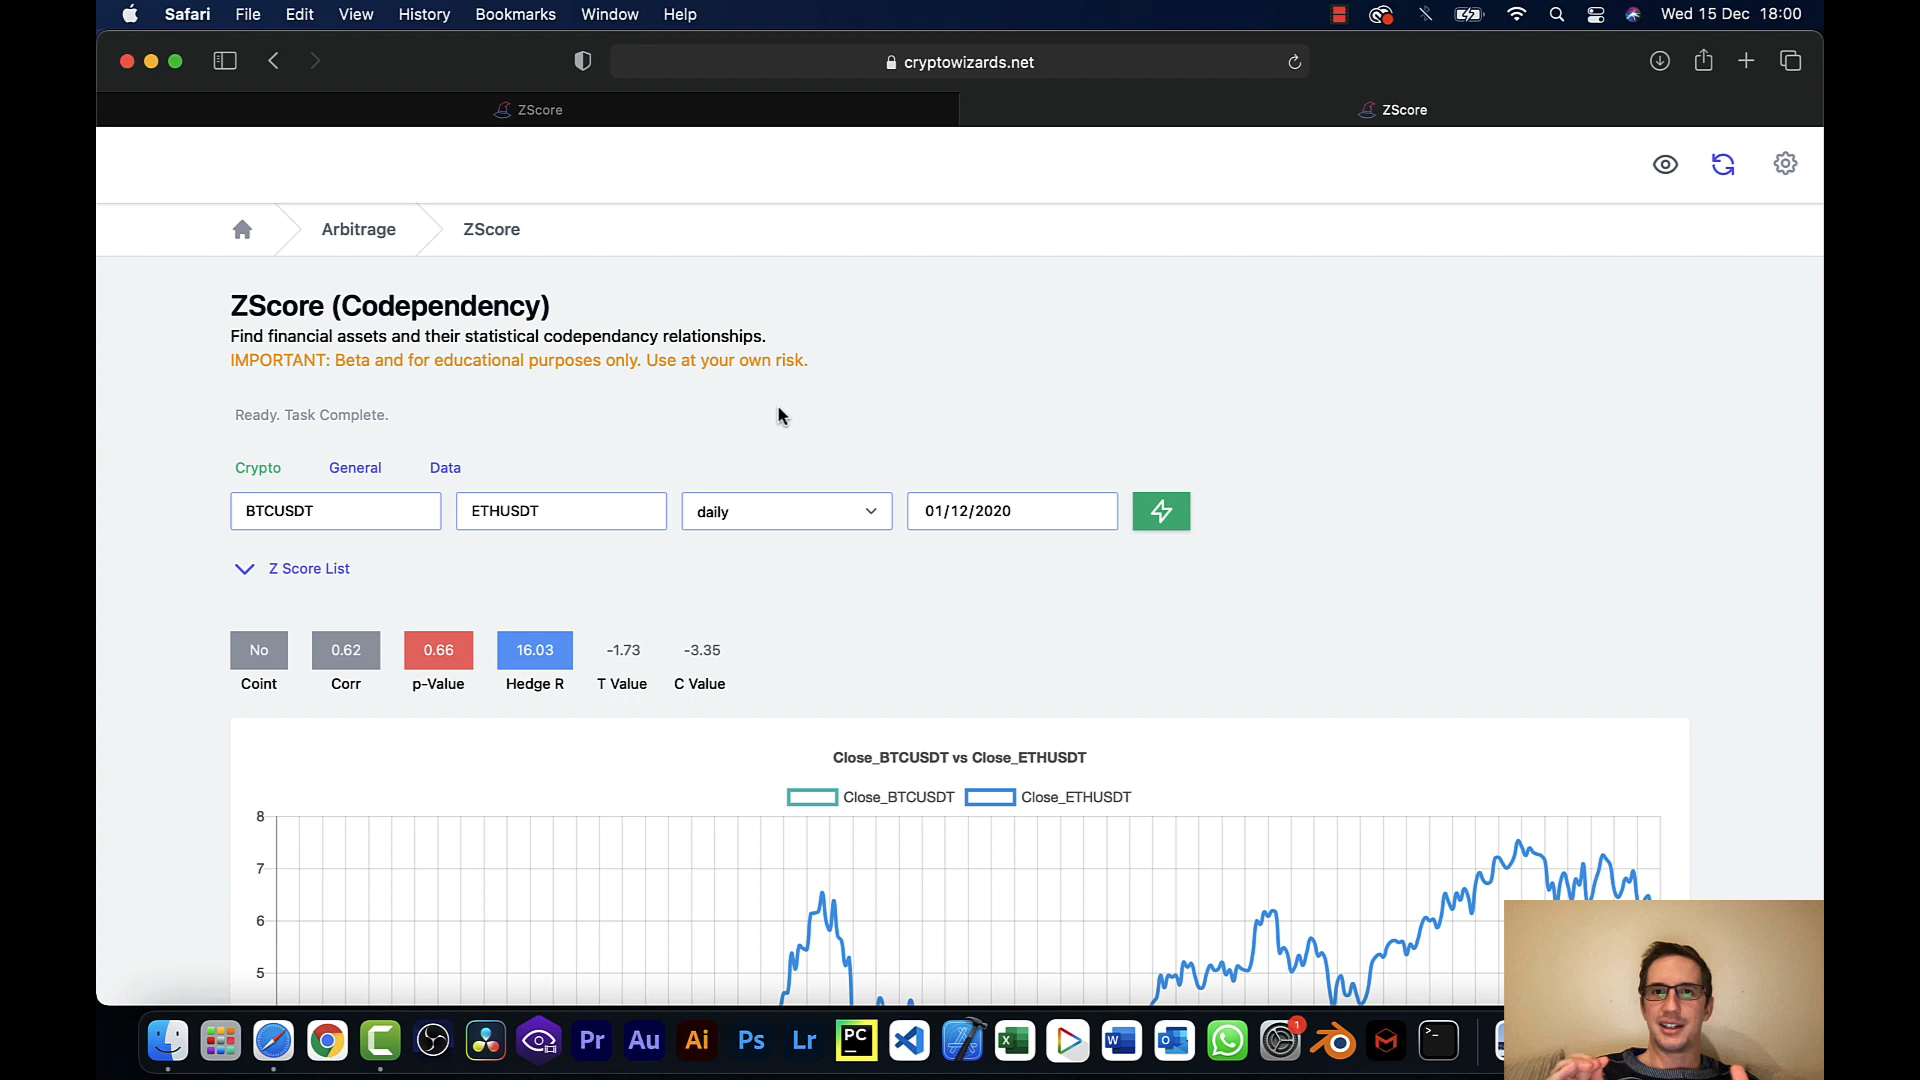 Safari File Edit View History Bookmarks Window Help Wed 15 Dec 18:00
cryptowizards.net
ZScore ZScore
Arbitrage ZScore
ZScore (Codependency)
Find financial assets and their statistical codependancy relationships.
IMPORTANT: Beta and for educational purposes only. Use at your own risk.
Ready. Task Complete.
Crypto General Data
BTCUSDT ETHUSDT daily 01/12/2020
Z Score List
No 0.62 0.66 16.03 -1.73 -3.35
Coint Corr p-Value Hedge R T Value C Value
Close_BTCUSDT vs Close_ETHUSDT
Close_BTCUSDT Close_ETHUSDT
8
7
6
5
Pr Au Ai Ps Lr PC X W O 1 >_